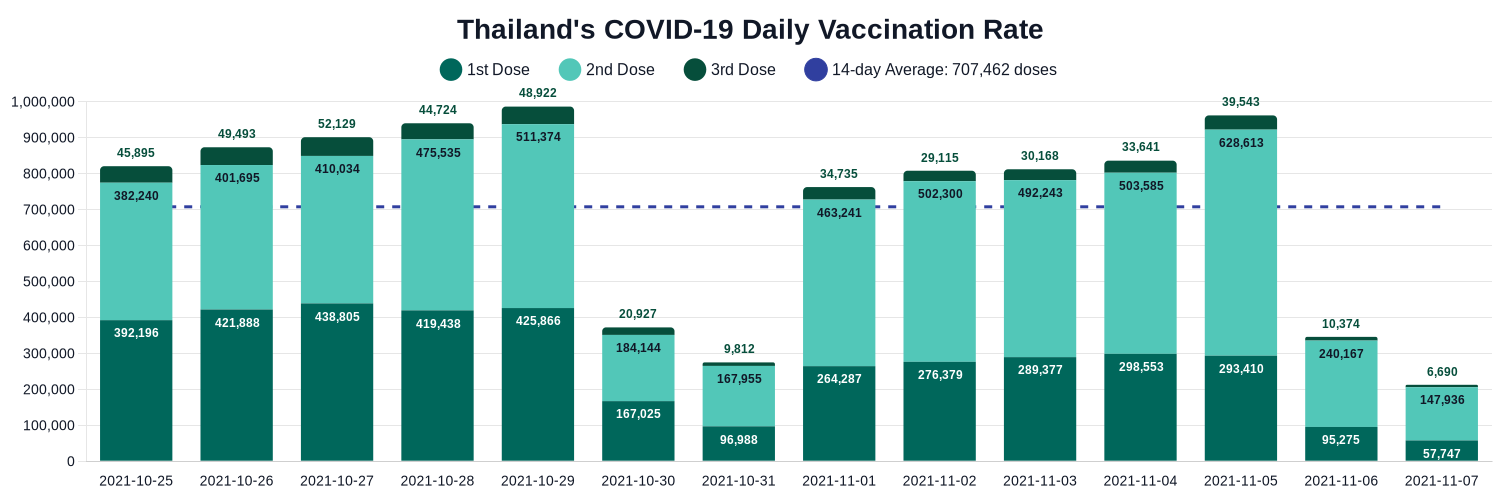 Thailand's COVID-19 Daily Vaccination Rate
1st Dose 2nd Dose 3rd Dose 14-day Average: 707,462 doses
1,000,000
900,000
800,000
700,000
600,000
500,000
400,000
300,000
200,000
100,000
0
45,895 49,493 52,129 44,724 48,922 20,927 9,812 34,735 29,115 30,168 33,641 39,543 10,374 6,690
382,240 401,695 410,034 475,535 511,374 184,144 167,955 463,241 502,300 492,243 503,585 628,613 240,167 147,936
392,196 421,888 438,805 419,438 425,866 167,025 96,988 264,287 276,379 289,377 298,553 293,410 95,275 57,747
2021-10-25 2021-10-26 2021-10-27 2021-10-28 2021-10-29 2021-10-30 2021-10-31 2021-11-01 2021-11-02 2021-11-03 2021-11-04 2021-11-05 2021-11-06 2021-11-07